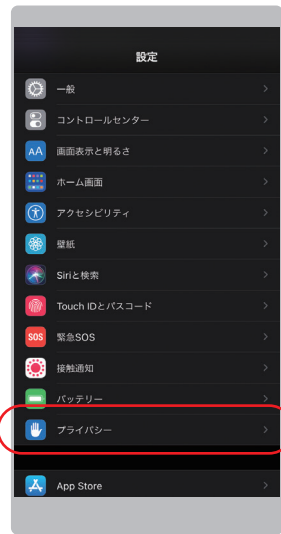 設定
一般
コントロールセンター
AA 画面表示と明るさ
ホーム画面
アクセシビリティ
壁紙
Siriと検索
Touch IDとパスコード
SOS 緊急SOS
接触通知
バッテリー
プライバシー
App Store